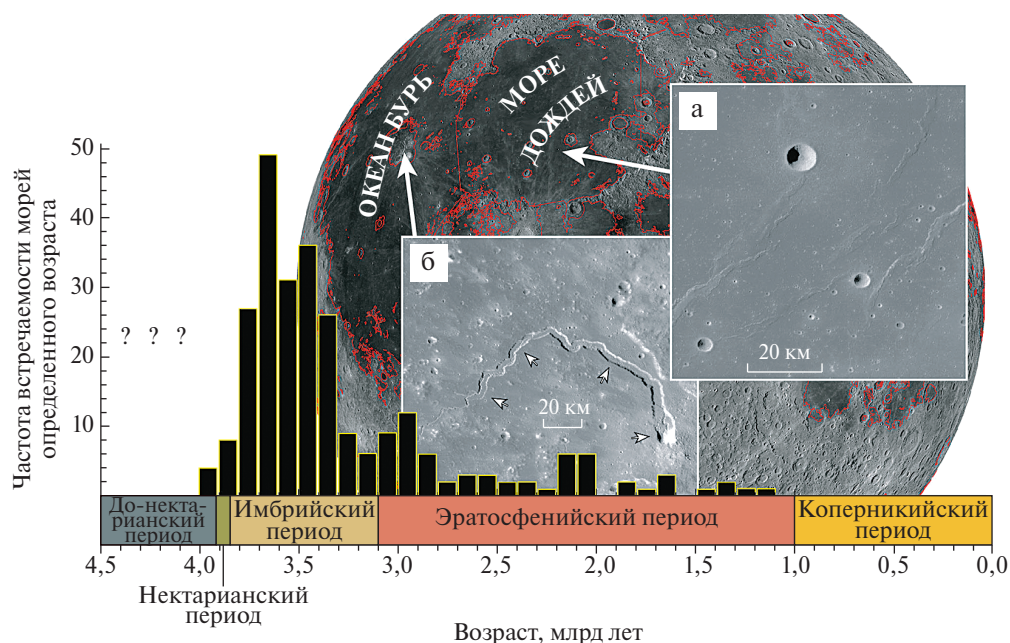 ОКЕАН БУРЬ
МОРЕ
ДОЖДЕЙ
а
20 км
б
20 км
Частота встречаемости морей
определенного возраста
50
40
30
20
10
? ? ?
До-некта-
рианский
период
Имбрийский
период
Эратосфенийский период
Коперникийский
период
4,5 4,0 3,5 3,0 2,5 2,0 1,5 1,0 0,5 0,0
Нектарианский
период
Возраст, млрд лет